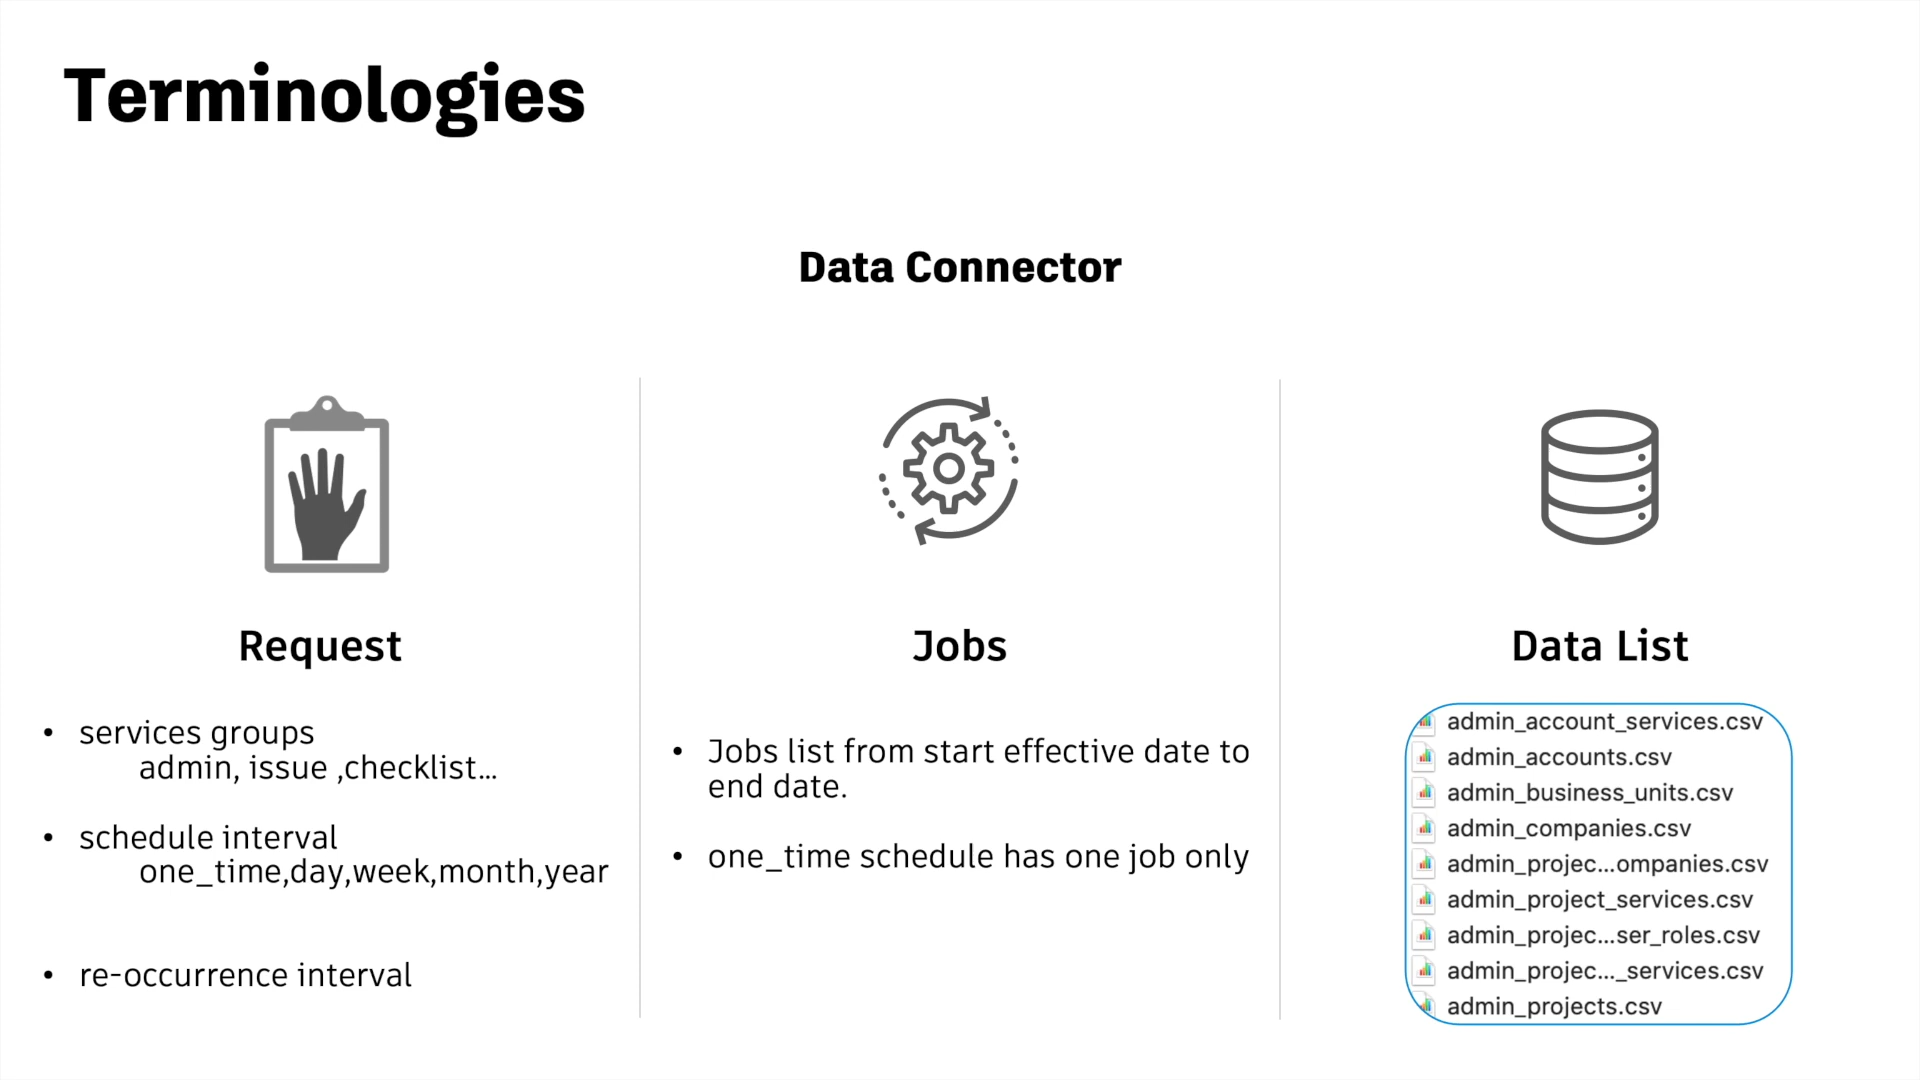 Terminologies
Data Connector
Request
services groups
admin, issue ,checklist...
schedule interval
one_time,day,week,month,year
re-occurrence interval
Jobs
Jobs list from start effective date to
end date.
one_time schedule has one job only
Data List
admin_account_services.csv
admin_accounts.csv
admin_business_units.csv
admin_companies.csv
admin_projec...ompanies.csv
admin_project_services.csv
admin_projec...ser_roles.csv
admin_projec..._services.csv
admin_projects.csv